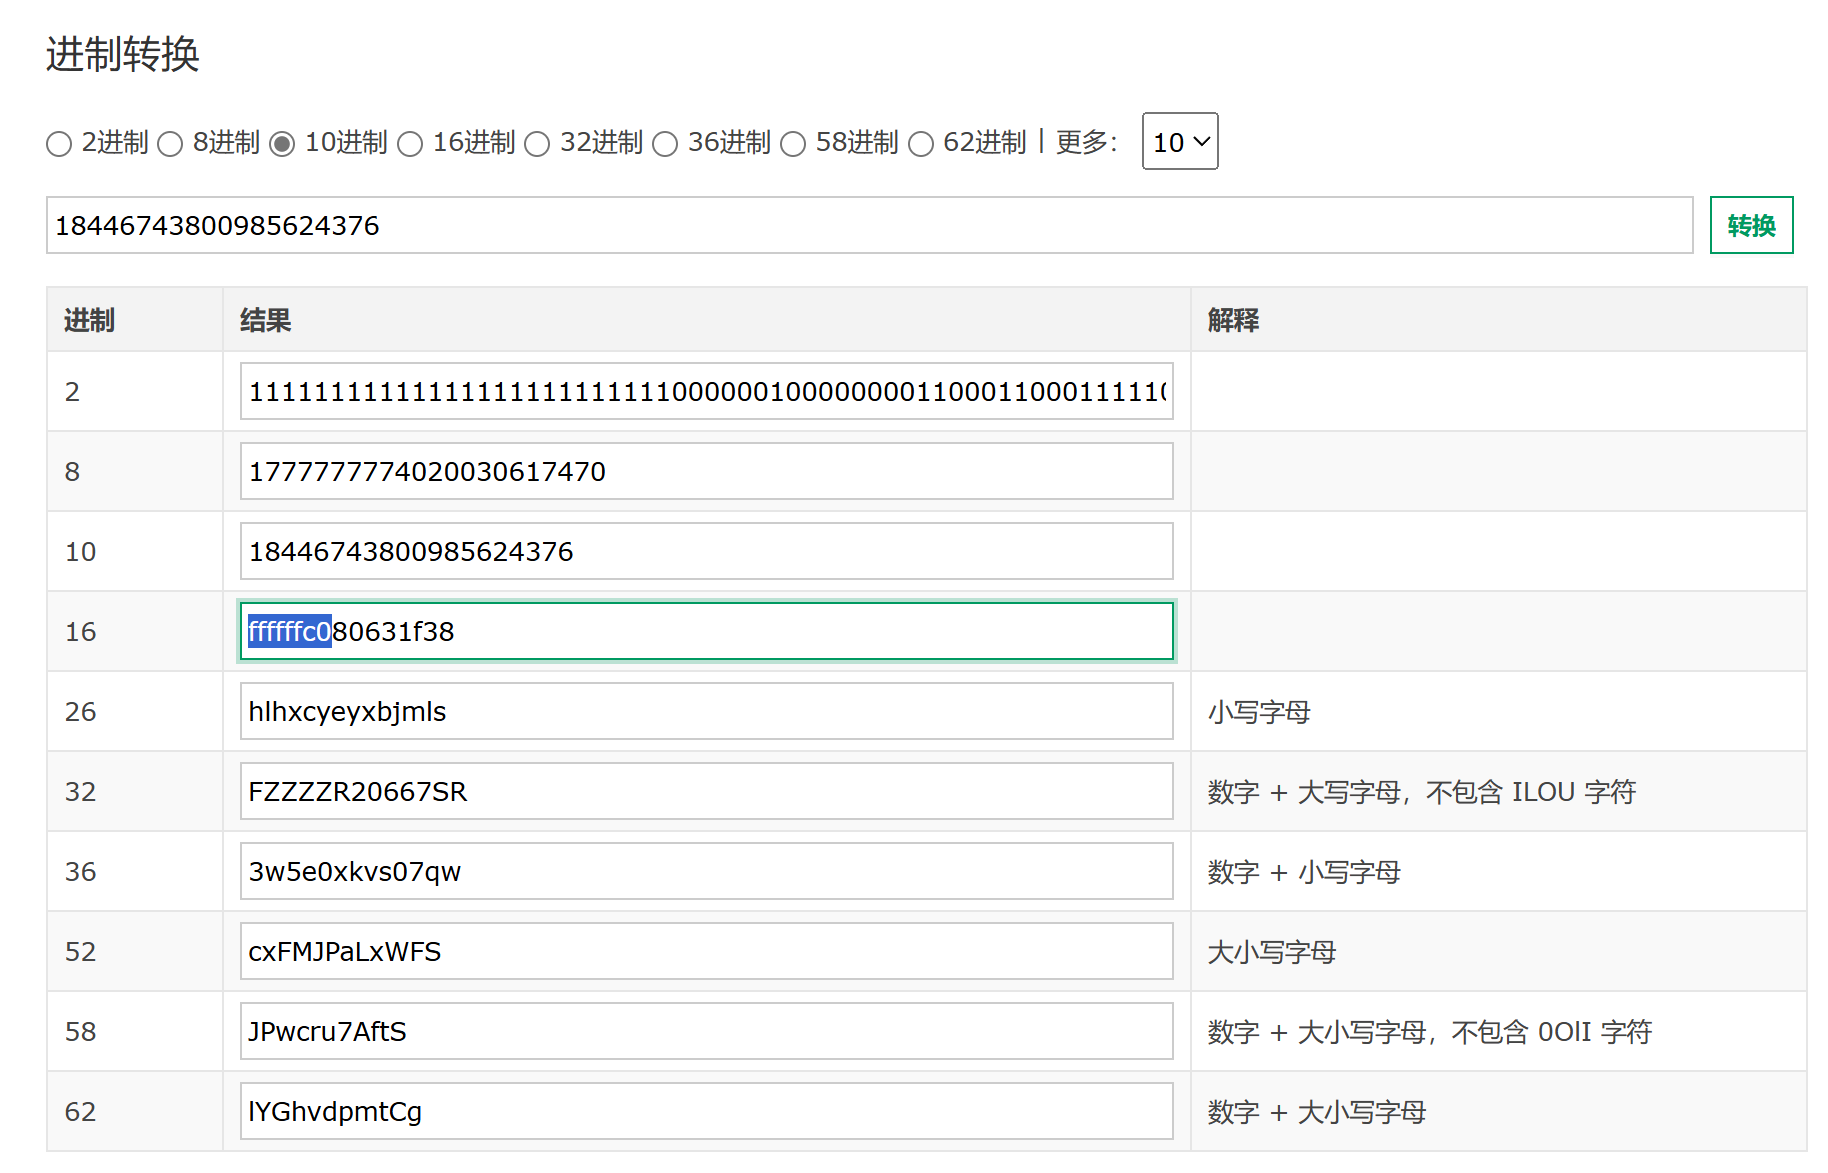 进制转换
2进制 8进制 10进制 16进制 32进制 36进制 58进制 62进制 | 更多： 10
18446743800985624376 转换
进制 结果 解释
2 111111111111111111111111110000001000000001100011000111110
8 1777777774020030617470
10 18446743800985624376
16 ffffffc080631f38
26 hlhxcyeyxbjmls 小写字母
32 FZZZZR20667SR 数字 + 大写字母，不包含 ILOU 字符
36 3w5e0xkvs07qw 数字 + 小写字母
52 cxFMJPaLxWFS 大小写字母
58 JPwcru7AftS 数字 + 大小写字母，不包含 0OlI 字符
62 lYGhvdpmtCg 数字 + 大小写字母